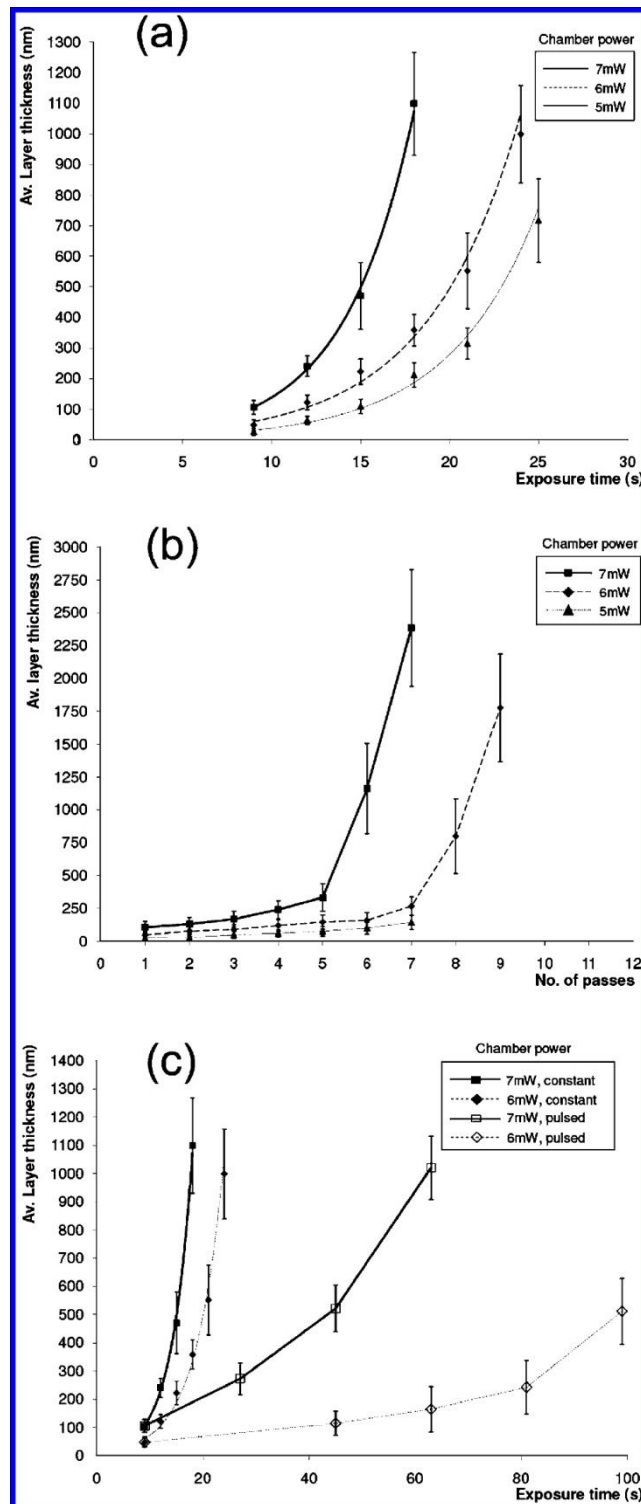 (a)
Chamber power
7mW
6mW
5mW
Av. Layer thickness (nm)
1300
1200
1100
1000
900
800
700
600
500
400
300
200
100
0
0 5 10 15 20 25 30
Exposure time (s)
(b)
Chamber power
7mW
6mW
5mW
Av. layer thickness (nm)
3000
2750
2500
2250
2000
1750
1500
1250
1000
750
500
250
0
0 1 2 3 4 5 6 7 8 9 10 11 12
No. of passes
(c)
Chamber power
7mW, constant
6mW, constant
7mW, pulsed
6mW, pulsed
Av. Layer thickness (nm)
1400
1300
1200
1100
1000
900
800
700
600
500
400
300
200
100
0
0 20 40 60 80 100
Exposure time (s)